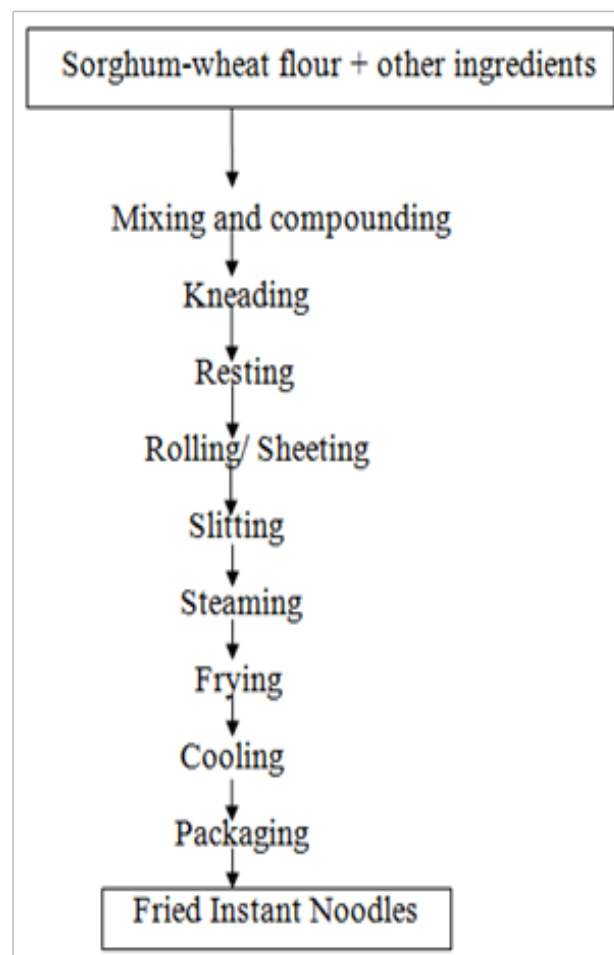 Sorghum-wheat flour + other ingredients
Mixing and compounding
Kneading
Resting
Rolling/ Sheeting
Slitting
Steaming
Frying
Cooling
Packaging
Fried Instant Noodles